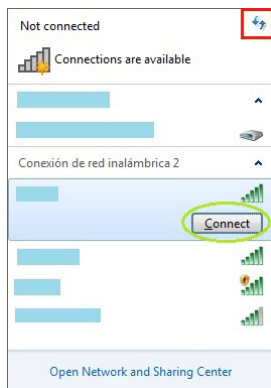 Not connected
Connections are available
Conexión de red inalámbrica 2
Connect
Open Network and Sharing Center